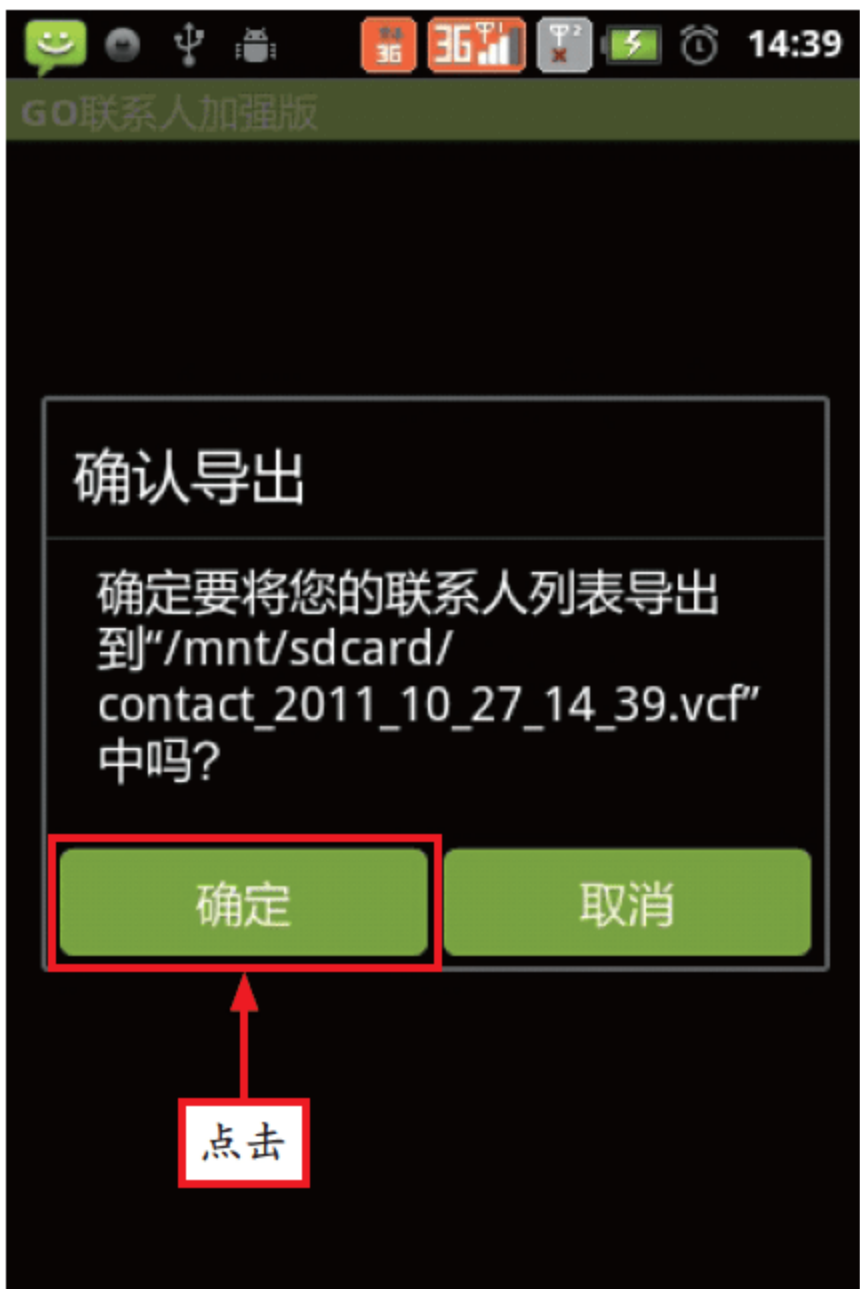 36
36
14:39
GO联系人加强版
确认导出
确定要将您的联系人列表导出
到“/mnt/sdcard/
contact_2011_10_27_14_39.vcf”
中吗?
确定
取消
点击